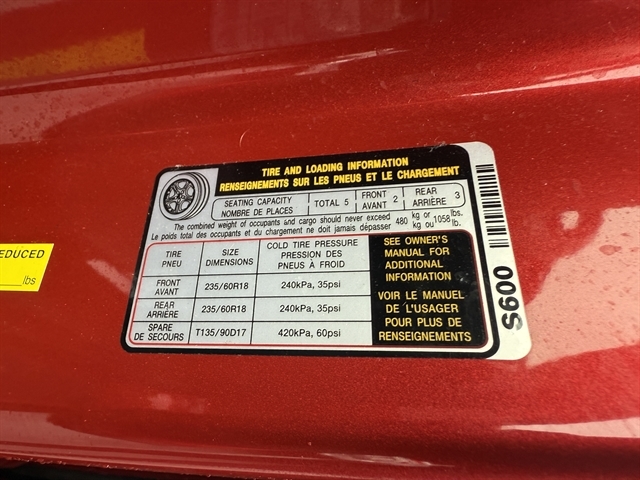 TIRE AND LOADING INFORMATION
RENSEIGNEMENTS SUR LES PNEUS ET LE CHARGEMENT
SEATING CAPACITY
NOMBRE DE PLACES
TOTAL 5
FRONT
AVANT 2
REAR
ARRIÈRE 3
The combined weight of occupants and cargo should never exceed 480 kg or 1058 lbs.
Le poids total des occupants et du chargement ne doit jamais dépasser kg ou lb.
TIRE
PNEU
SIZE
DIMENSIONS
COLD TIRE PRESSURE
PRESSION DES
PNEUS À FROID
FRONT
AVANT
235/60R18
240kPa, 35psi
REAR
ARRIÈRE
235/60R18
240kPa, 35psi
SPARE
DE SECOURS
T135/90D17
420kPa, 60psi
SEE OWNER'S
MANUAL FOR
ADDITIONAL
INFORMATION
VOIR LE MANUEL
DE L'USAGER
POUR PLUS DE
RENSEIGNEMENTS
S600
EDUCED
lbs